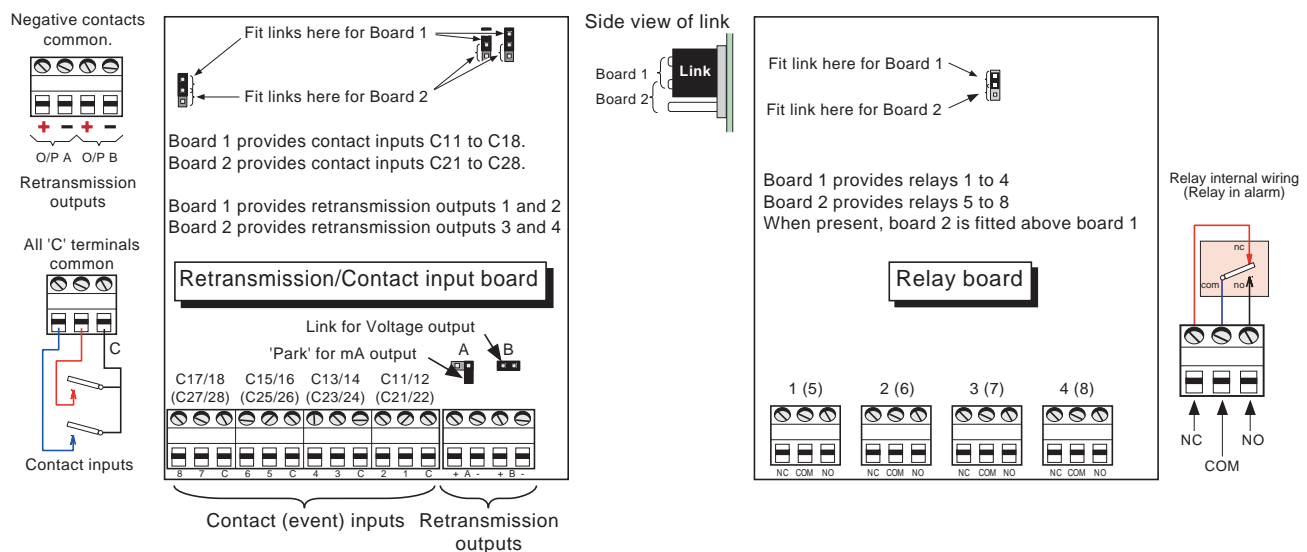 Negative contacts
common.
+ − + −
O/P A O/P B
Retransmission
outputs
All 'C' terminals
common
C
Contact inputs
Fit links here for Board 1
Fit links here for Board 2
Board 1 provides contact inputs C11 to C18.
Board 2 provides contact inputs C21 to C28.
Board 1 provides retransmission outputs 1 and 2
Board 2 provides retransmission outputs 3 and 4
Retransmission/Contact input board
Link for Voltage output
'Park' for mA output
A B
C17/18 C15/16 C13/14 C11/12
(C27/28) (C25/26) (C23/24) (C21/22)
8 7 C 6 5 C 4 3 C 2 1 C + A - + B -
Contact (event) inputs
Retransmission
outputs
Side view of link
Board 1
Board 2
Link
Fit link here for Board 1
Fit link here for Board 2
Board 1 provides relays 1 to 4
Board 2 provides relays 5 to 8
When present, board 2 is fitted above board 1
Relay board
1 (5) 2 (6) 3 (7) 4 (8)
NC COM NO NC COM NO NC COM NO NC COM NO
Relay internal wiring
(Relay in alarm)
nc
com no
NC NO
COM